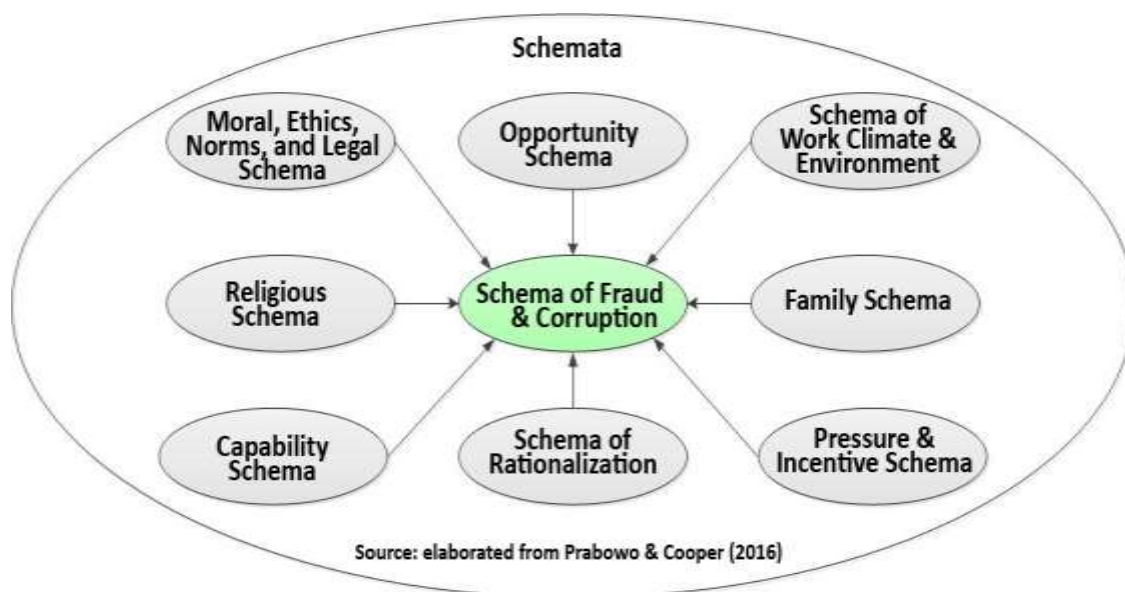 Schemata
Moral, Ethics,
Norms, and Legal
Schema
Opportunity
Schema
Schema of
Work Climate &
Environment
Religious
Schema
Schema of Fraud
& Corruption
Family Schema
Capability
Schema
Schema of
Rationalization
Pressure &
Incentive Schema
Source: elaborated from Prabowo & Cooper (2016)